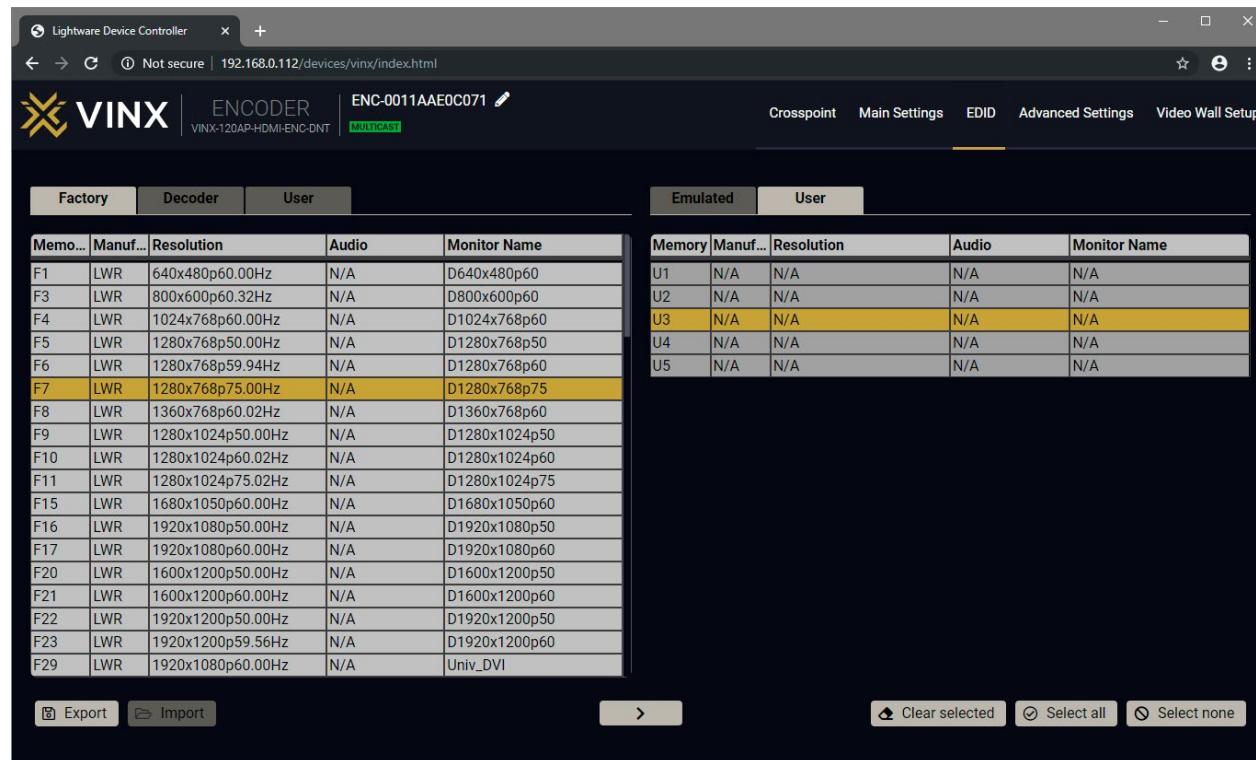 Lightware Device Controller
Not secure | 192.168.0.112/devices/vinx/index.html
VINX
ENCODER
VINX-120AP-HDMI-ENC-DNT
ENC-0011AAE0C071
MULTICAST
Crosspoint Main Settings EDID Advanced Settings Video Wall Setup
Factory Decoder User
Memo... Manuf... Resolution Audio Monitor Name
F1 LWR 640x480p60.00Hz N/A D640x480p60
F3 LWR 800x600p60.32Hz N/A D800x600p60
F4 LWR 1024x768p60.00Hz N/A D1024x768p60
F5 LWR 1280x768p50.00Hz N/A D1280x768p50
F6 LWR 1280x768p59.94Hz N/A D1280x768p60
F7 LWR 1280x768p75.00Hz N/A D1280x768p75
F8 LWR 1360x768p60.02Hz N/A D1360x768p60
F9 LWR 1280x1024p50.00Hz N/A D1280x1024p50
F10 LWR 1280x1024p60.02Hz N/A D1280x1024p60
F11 LWR 1280x1024p75.02Hz N/A D1280x1024p75
F15 LWR 1680x1050p60.00Hz N/A D1680x1050p60
F16 LWR 1920x1080p50.00Hz N/A D1920x1080p50
F17 LWR 1920x1080p60.00Hz N/A D1920x1080p60
F20 LWR 1600x1200p50.00Hz N/A D1600x1200p50
F21 LWR 1600x1200p60.00Hz N/A D1600x1200p60
F22 LWR 1920x1200p50.00Hz N/A D1920x1200p50
F23 LWR 1920x1200p59.56Hz N/A D1920x1200p60
F29 LWR 1920x1080p60.00Hz N/A Univ_DVI
Export Import
Emulated User
Memory Manuf... Resolution Audio Monitor Name
U1 N/A N/A N/A N/A
U2 N/A N/A N/A N/A
U3 N/A N/A N/A N/A
U4 N/A N/A N/A N/A
U5 N/A N/A N/A N/A
Clear selected Select all Select none